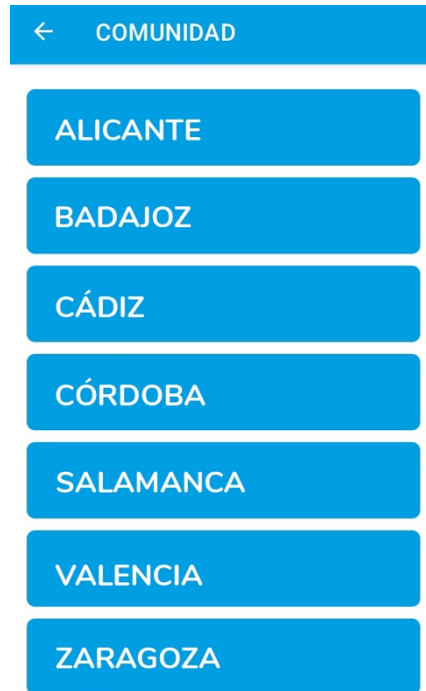 COMUNIDAD
ALICANTE
BADAJOZ
CÁDIZ
CÓRDOBA
SALAMANCA
VALENCIA
ZARAGOZA